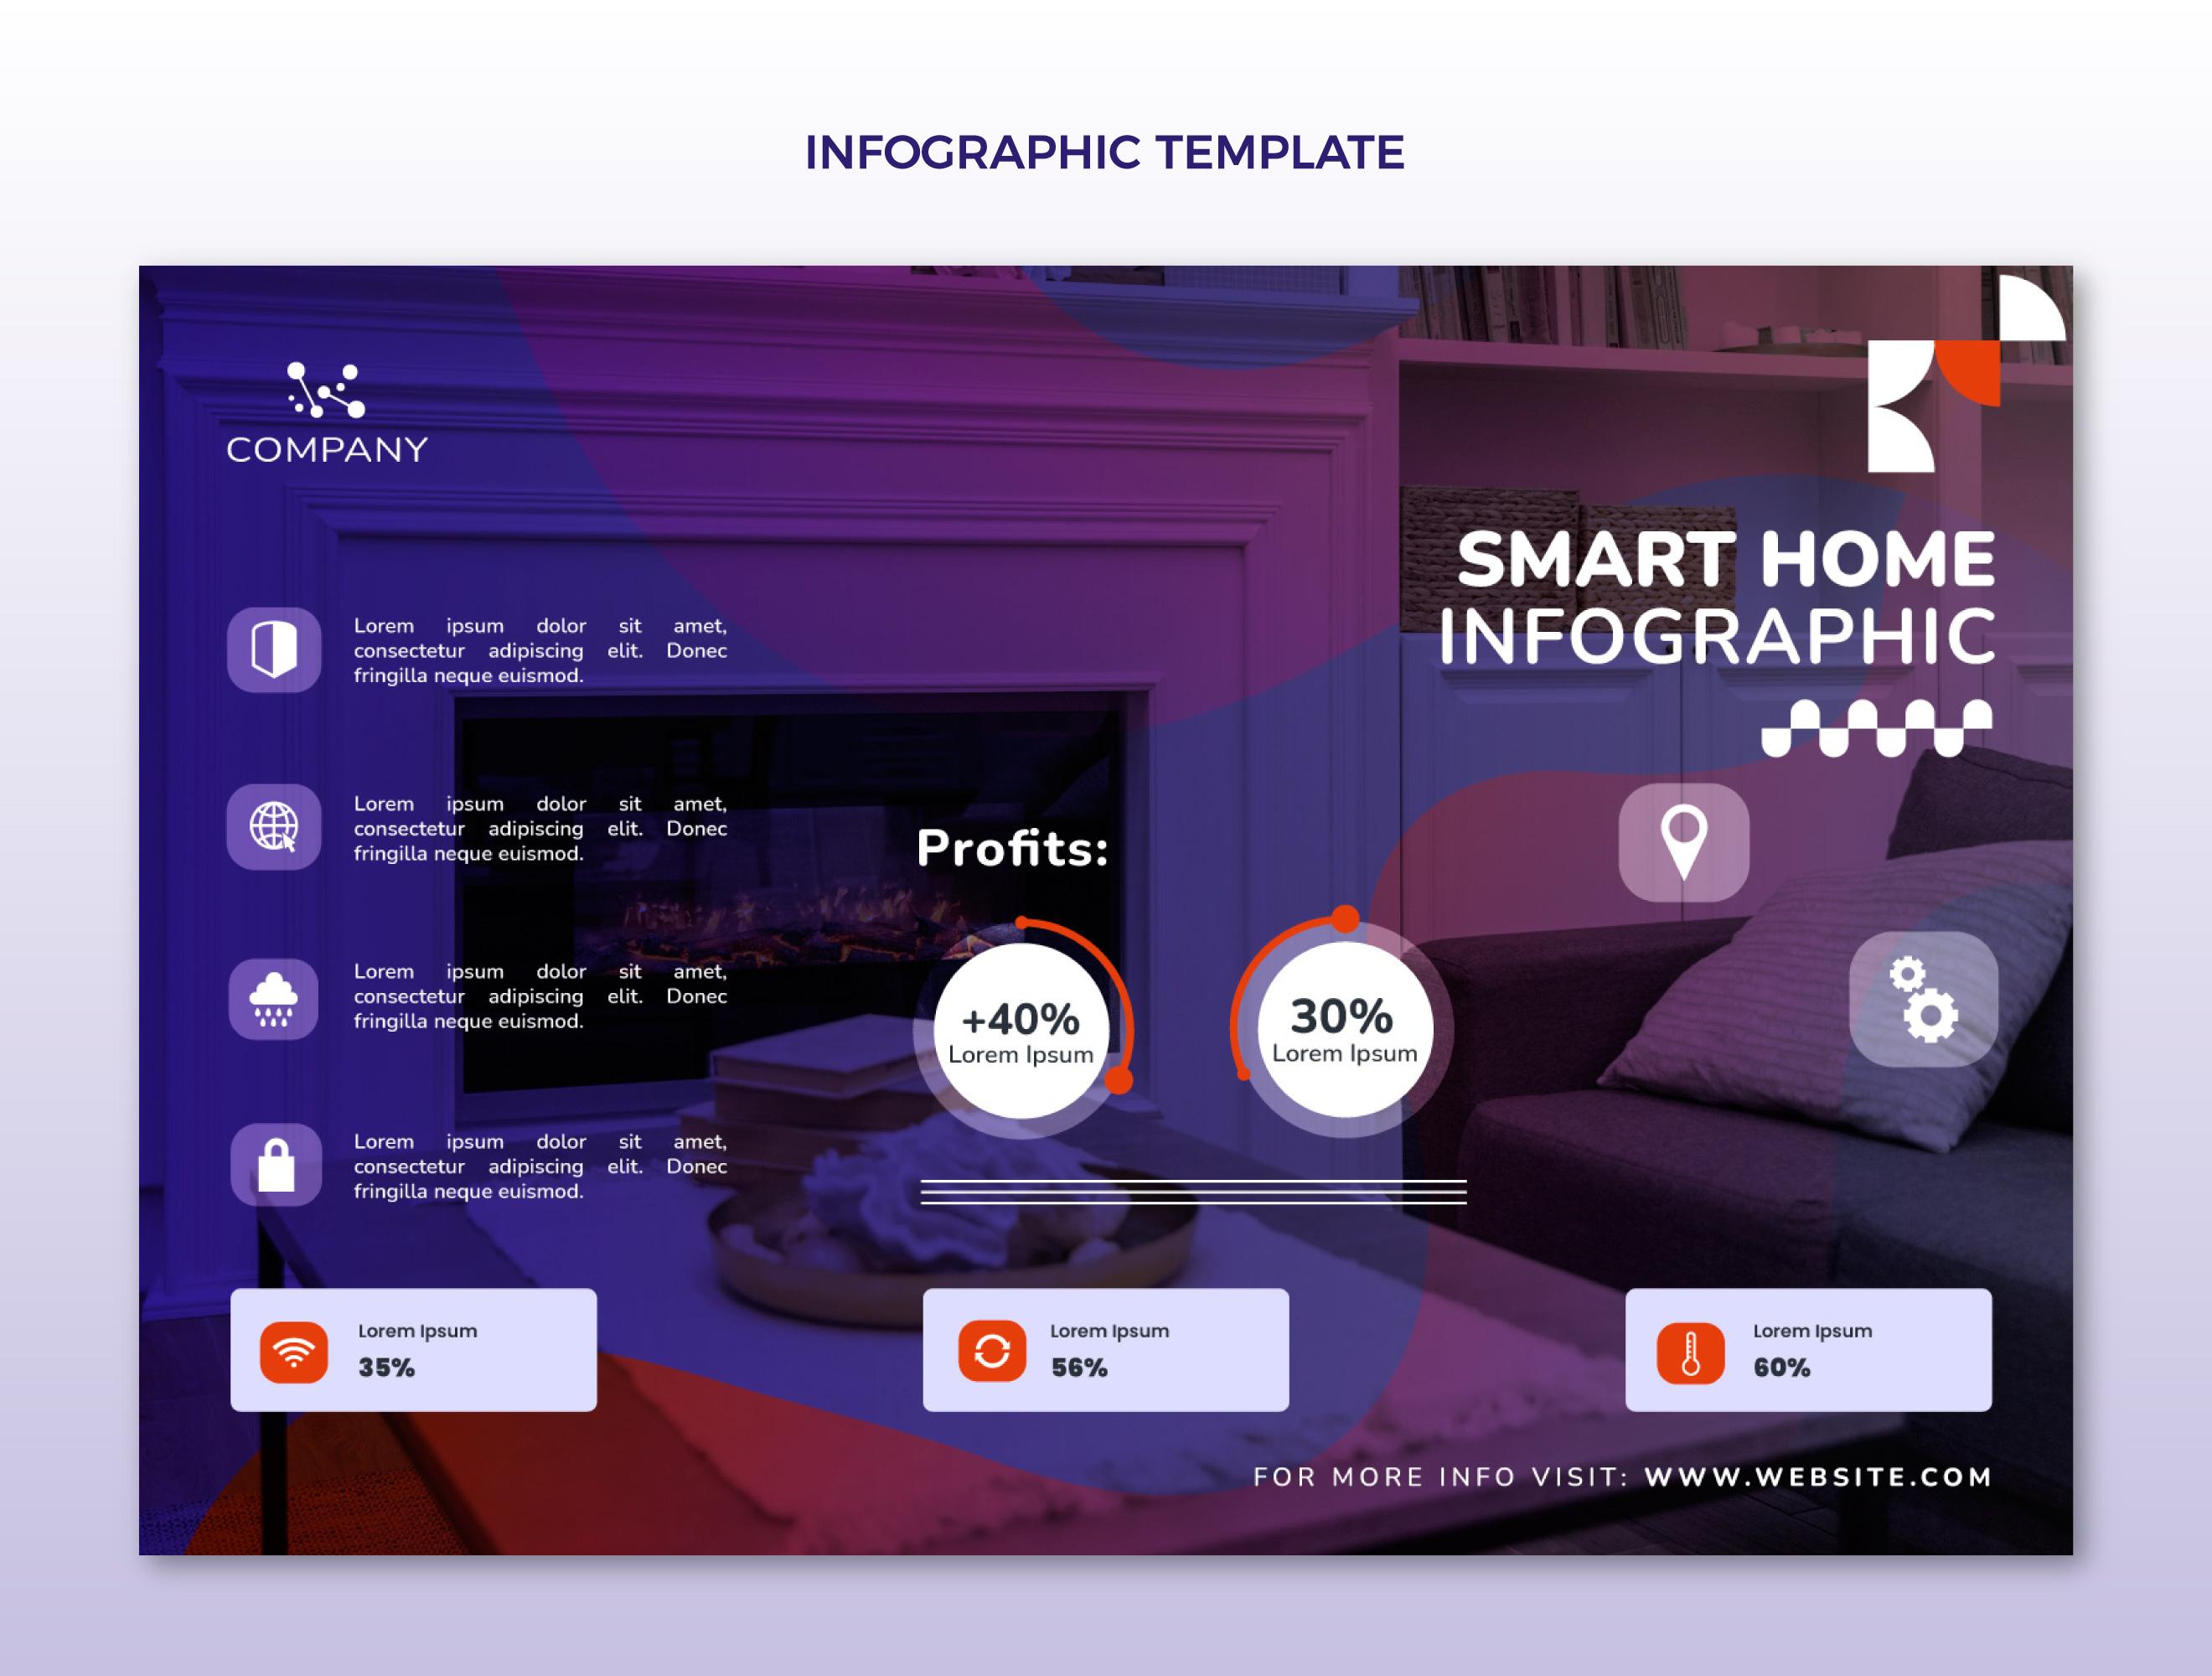 INFOGRAPHIC TEMPLATE
COMPANY
SMART HOME
INFOGRAPHIC
Lorem ipsum dolor sit amet,
consectetur adipiscing elit. Donec
fringilla neque euismod.
Lorem ipsum dolor sit amet,
consectetur adipiscing elit. Donec
fringilla neque euismod.
Lorem ipsum dolor sit amet,
consectetur adipiscing elit. Donec
fringilla neque euismod.
Lorem ipsum dolor sit amet,
consectetur adipiscing elit. Donec
fringilla neque euismod.
Profits:
+40%
Lorem Ipsum
30%
Lorem Ipsum
Lorem Ipsum
35%
Lorem Ipsum
56%
Lorem Ipsum
60%
FOR MORE INFO VISIT: WWW.WEBSITE.COM